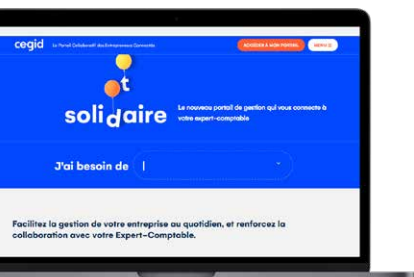 cegid Le Portail Collaboratif des Entrepreneurs Connectés ACCÉDER À MON PORTAIL MENU
t
solidaire
Le nouveau portail de gestion qui vous connecte à
votre expert-comptable
J'ai besoin de
Facilitez la gestion de votre entreprise au quotidien, et renforcez la
collaboration avec votre Expert-Comptable.